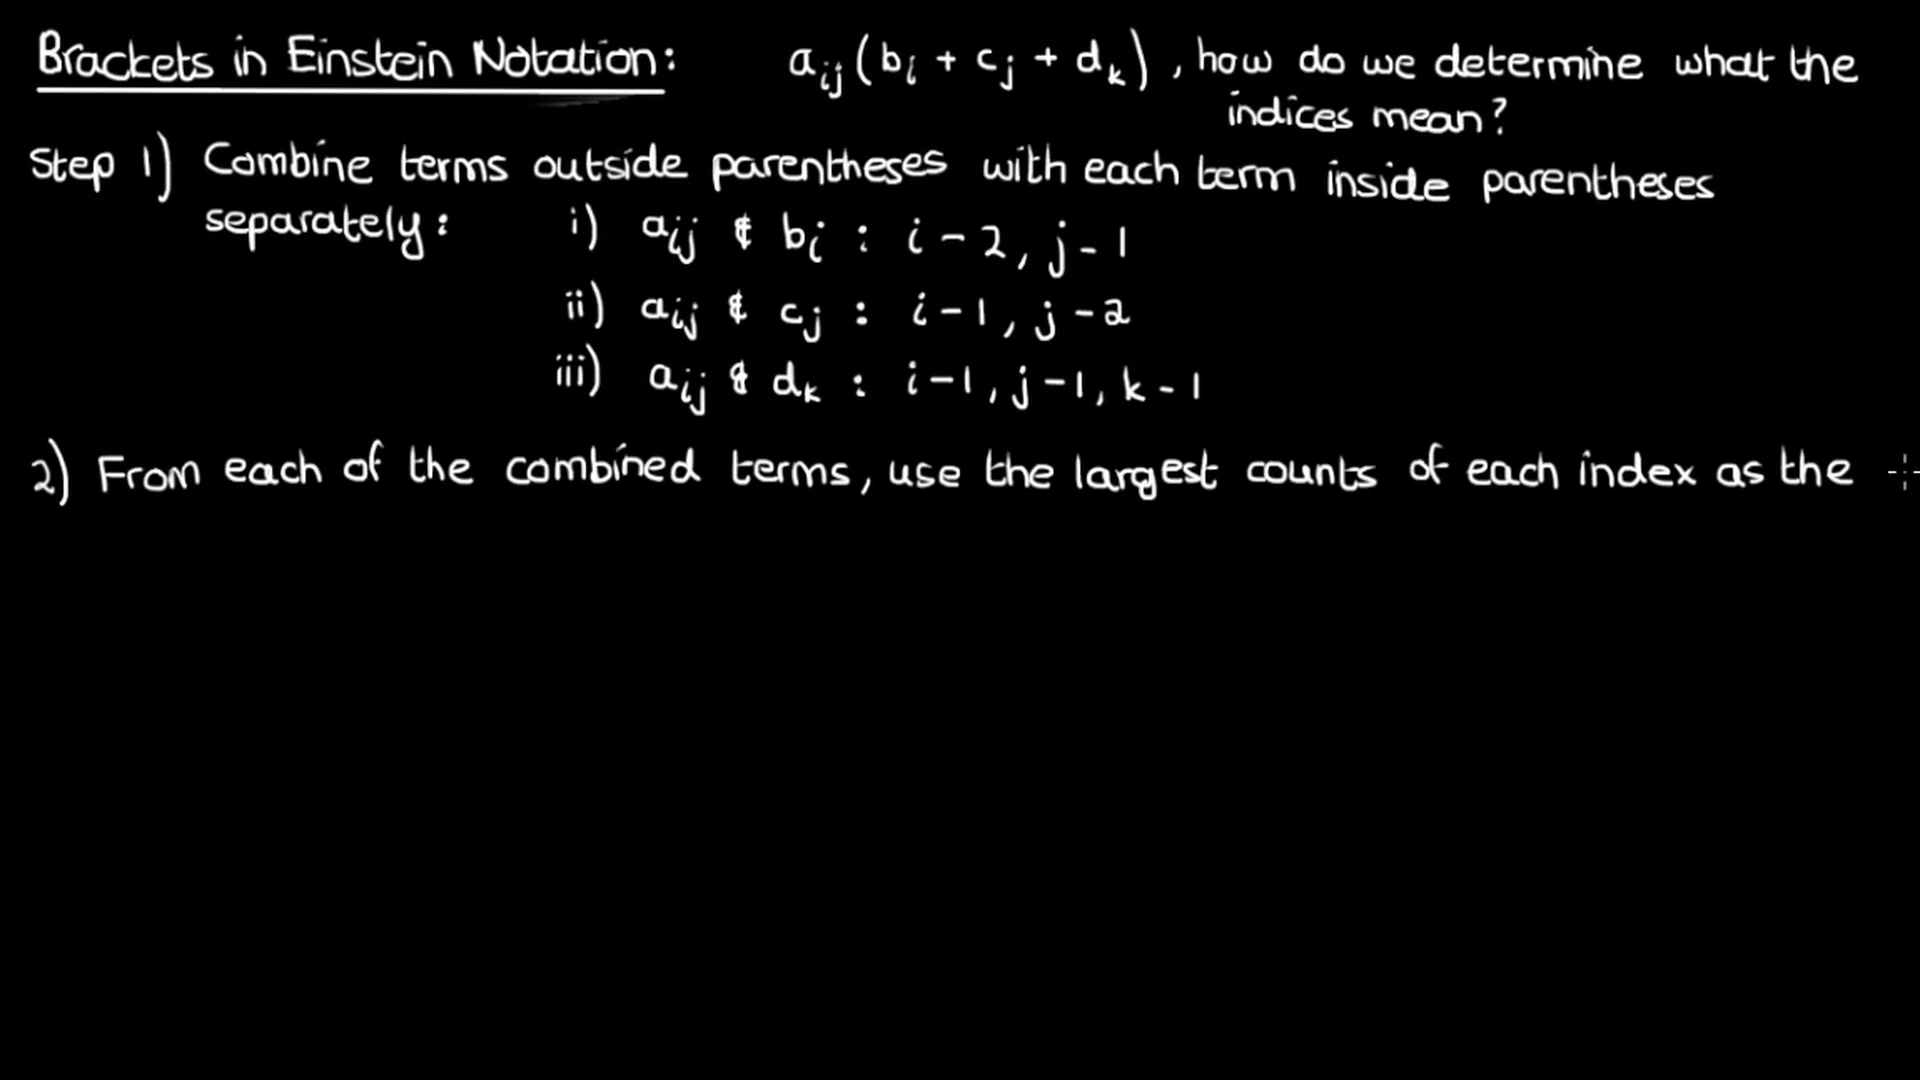 Brackets in Einstein Notation: a_ij (b_i + c_j + d_k), how do we determine what the
indices mean?
Step 1) Combine terms outside parentheses with each term inside parentheses
separately: i) a_ij & b_i : i - 2, j - 1
ii) a_ij & c_j : i - 1, j - 2
iii) a_ij & d_k : i - 1, j - 1, k - 1
2) From each of the combined terms, use the largest counts of each index as the